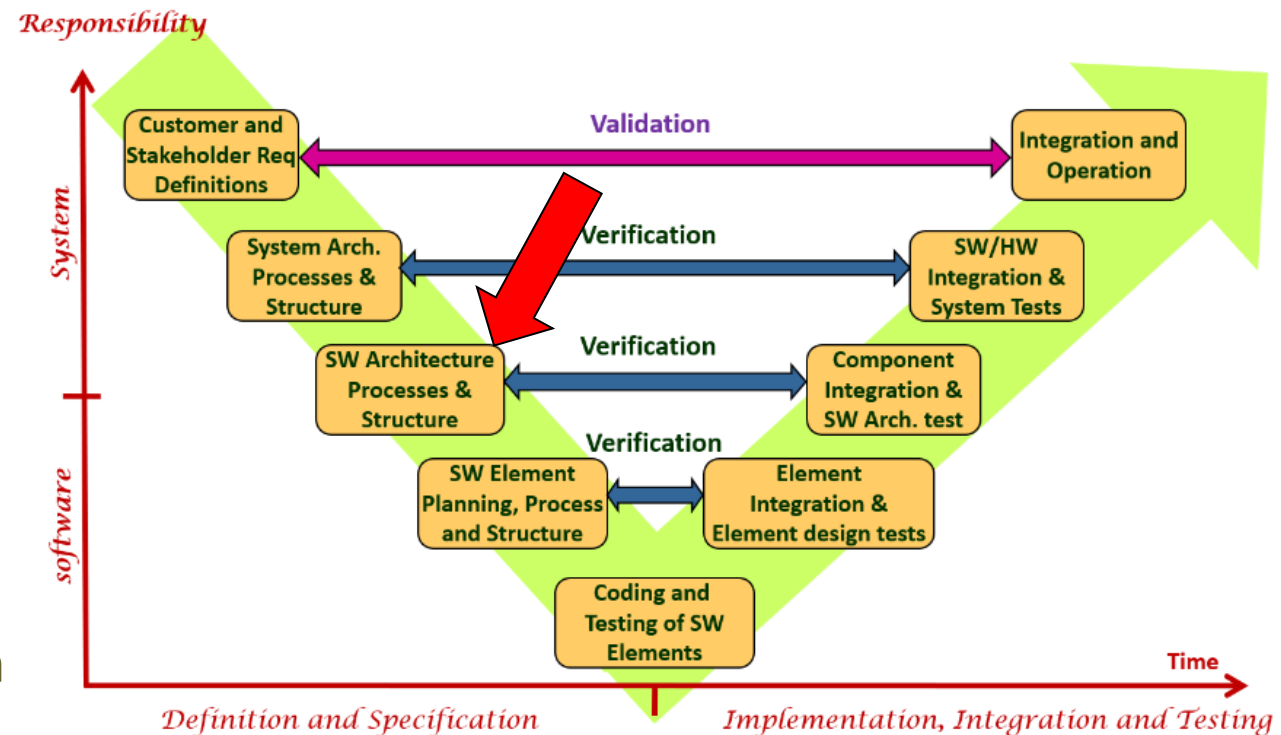 Responsibility
Customer and
Stakeholder Req
Definitions
Validation
Integration and
Operation
System
System Arch.
Processes &
Structure
Verification
SW/HW
Integration &
System Tests
SW Architecture
Processes &
Structure
Verification
Component
Integration &
SW Arch. test
software
SW Element
Planning, Process
and Structure
Verification
Element
Integration &
Element design tests
Coding and
Testing of SW
Elements
Time
Definition and Specification
Implementation, Integration and Testing